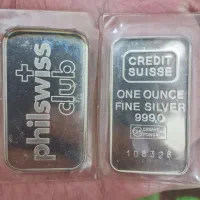 philswiss
club
CREDIT
SUISSE
ONE OUNCE
FINE SILVER
999,0
108328